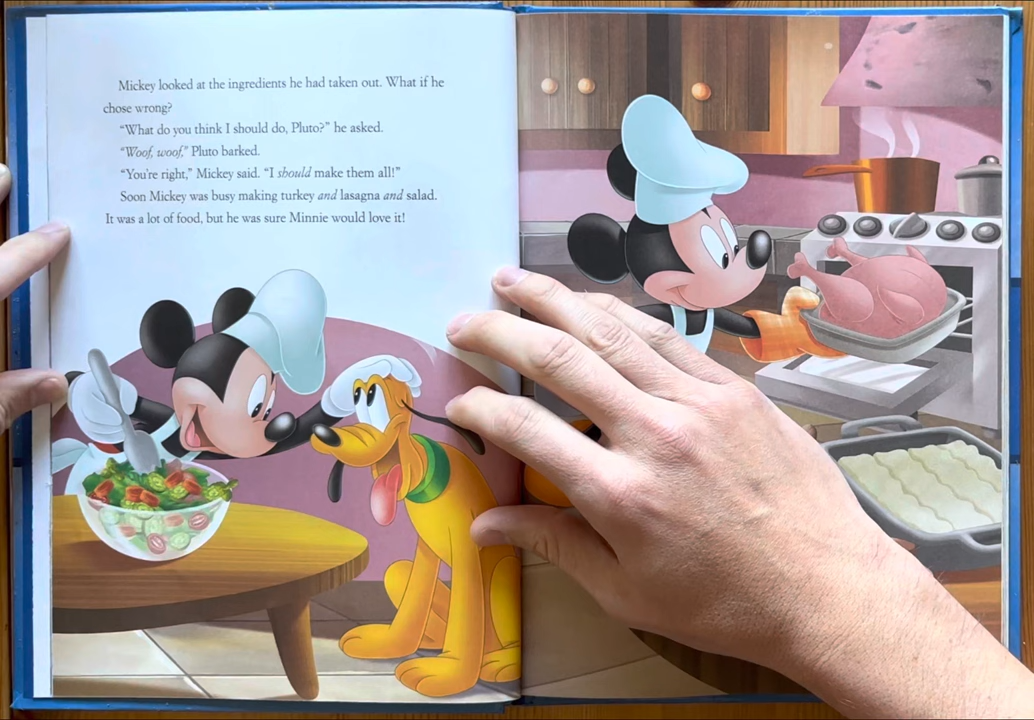 Mickey looked at the ingredients he had taken out. What if he
chose wrong?
“What do you think I should do, Pluto?” he asked.
“Woof, woof,” Pluto barked.
“You're right,” Mickey said. “I should make them all!”
Soon Mickey was busy making turkey and lasagna and salad.
It was a lot of food, but he was sure Minnie would love it!